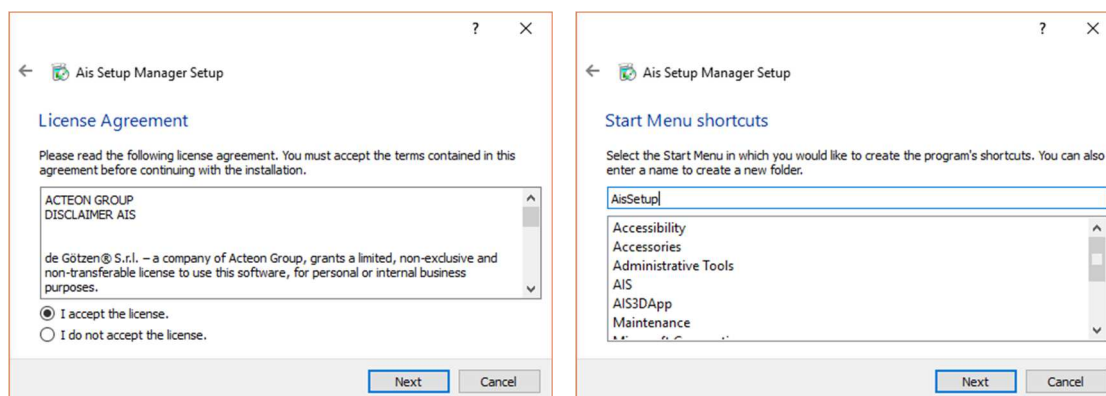 ?
Ais Setup Manager Setup
License Agreement
Please read the following license agreement. You must accept the terms contained in this
agreement before continuing with the installation.
ACTEON GROUP
DISCLAIMER AIS
de Götzen® S.r.l. – a company of Acteon Group, grants a limited, non-exclusive and
non-transferable license to use this software, for personal or internal business
purposes.
I accept the license.
I do not accept the license.
Next Cancel
?
Ais Setup Manager Setup
Start Menu shortcuts
Select the Start Menu in which you would like to create the program's shortcuts. You can also
enter a name to create a new folder.
AisSetup
Accessibility
Accessories
Administrative Tools
AIS
AIS3DApp
Maintenance
Next Cancel